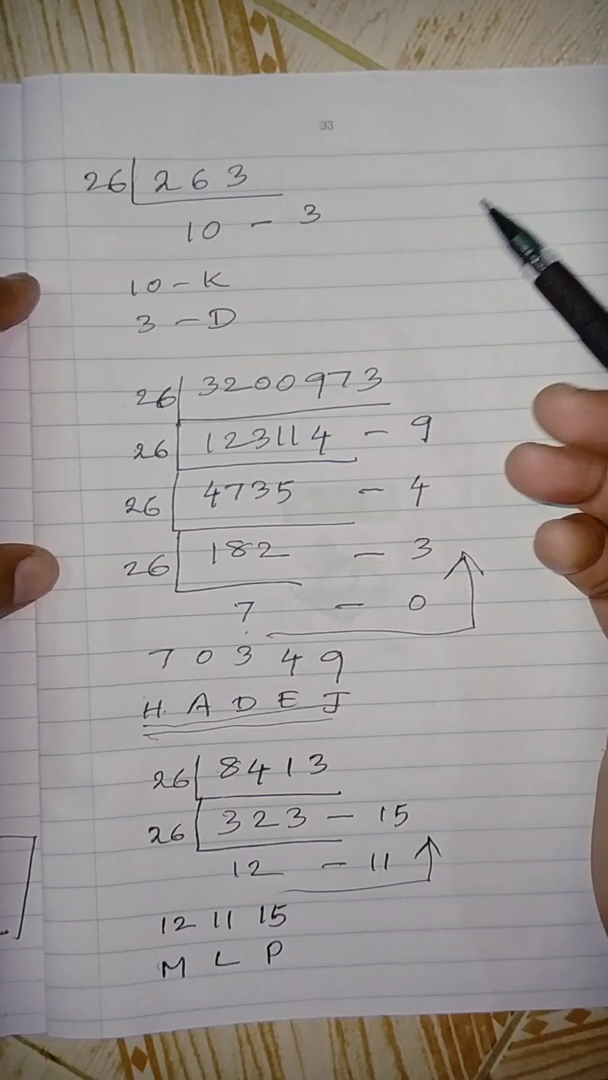 33
26 263
10 - 3
10 - K
3 - D
26 3200973
26 123114 - 9
26 4735 - 4
26 182 - 3
7 - 0
7 0 3 4 9
H A D E J
26 8413
26 323 - 15
12 - 11
12 11 15
M L P